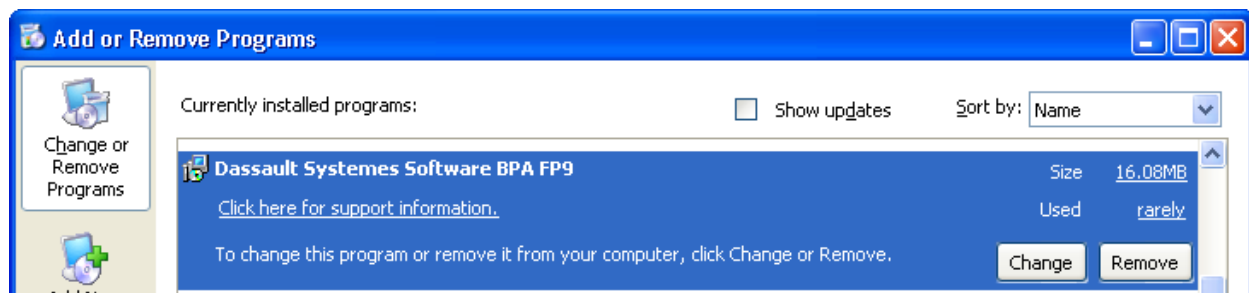 Add or Remove Programs
Change or
Remove
Programs
Currently installed programs:
Show updates
Sort by: Name
Dassault Systemes Software BPA FP9
Size 16.08MB
Click here for support information.
Used rarely
To change this program or remove it from your computer, click Change or Remove.
Change Remove